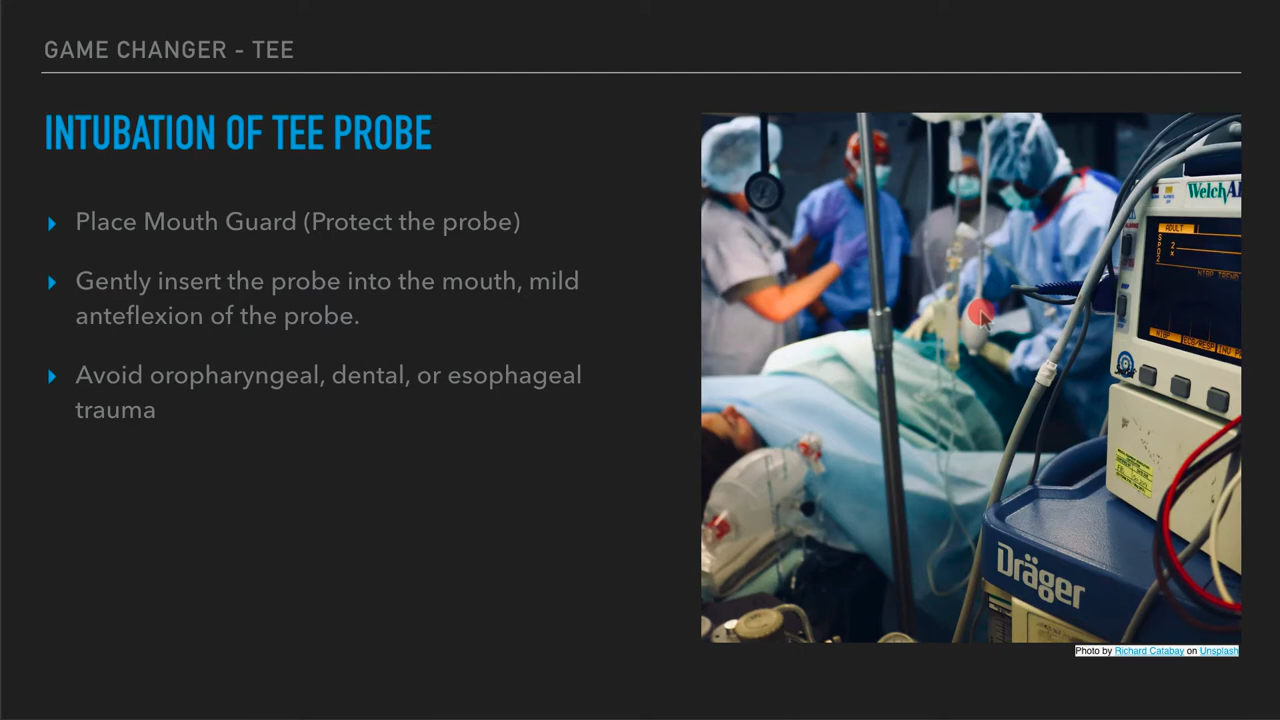 GAME CHANGER - TEE
INTUBATION OF TEE PROBE
Place Mouth Guard (Protect the probe)
Gently insert the probe into the mouth, mild
anteflexion of the probe.
Avoid oropharyngeal, dental, or esophageal
trauma
WelchAl
ADULT
Dräger
Photo by Richard Catabay on Unsplash